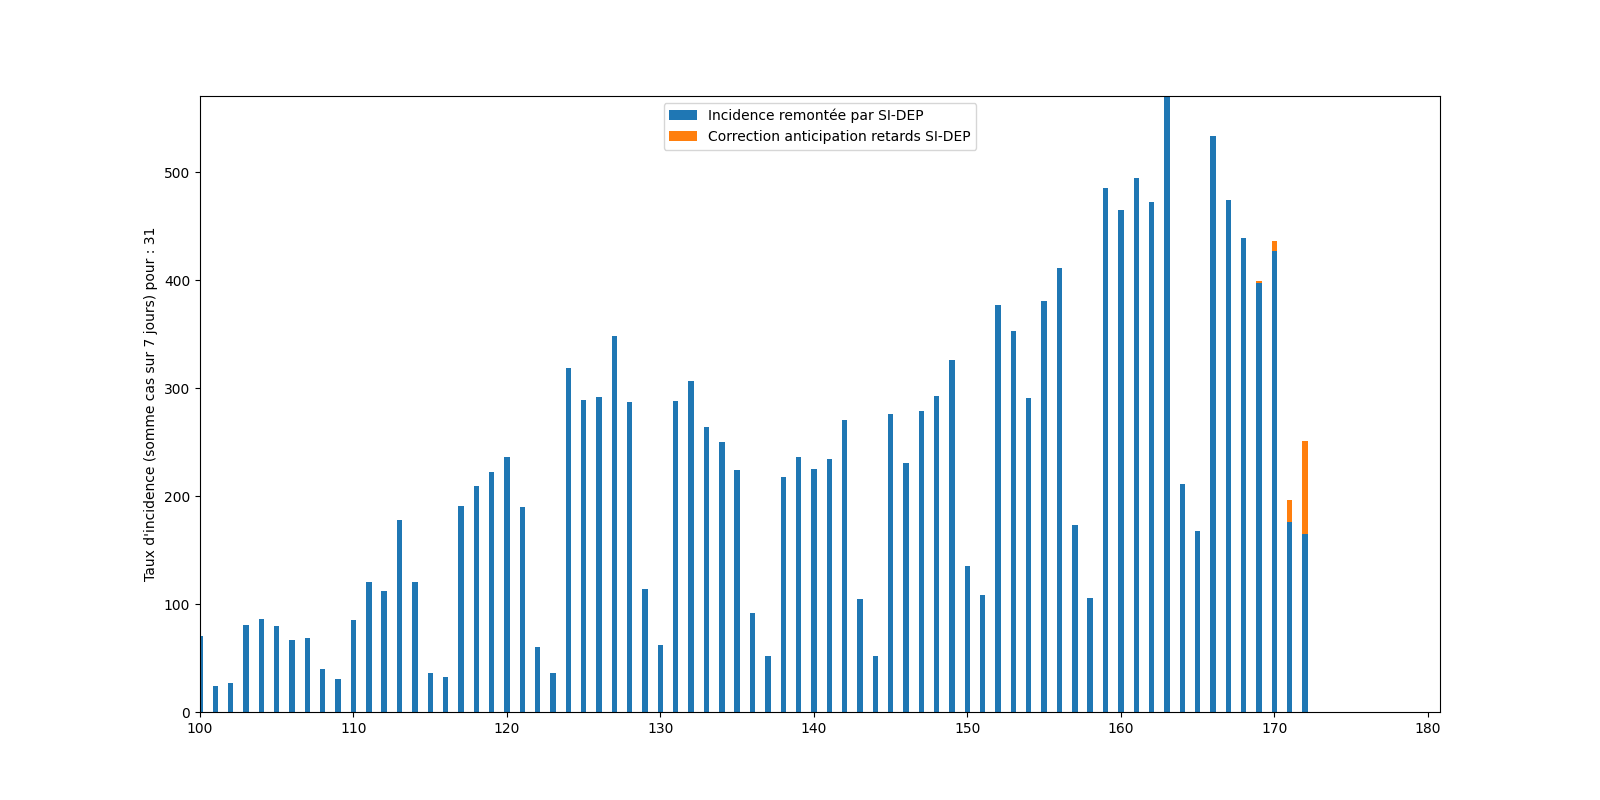 Incidence remontée par SI-DEP
Correction anticipation retards SI-DEP
Taux d'incidence (somme cas sur 7 jours) pour : 31
500
400
300
200
100
0
100 110 120 130 140 150 160 170 180